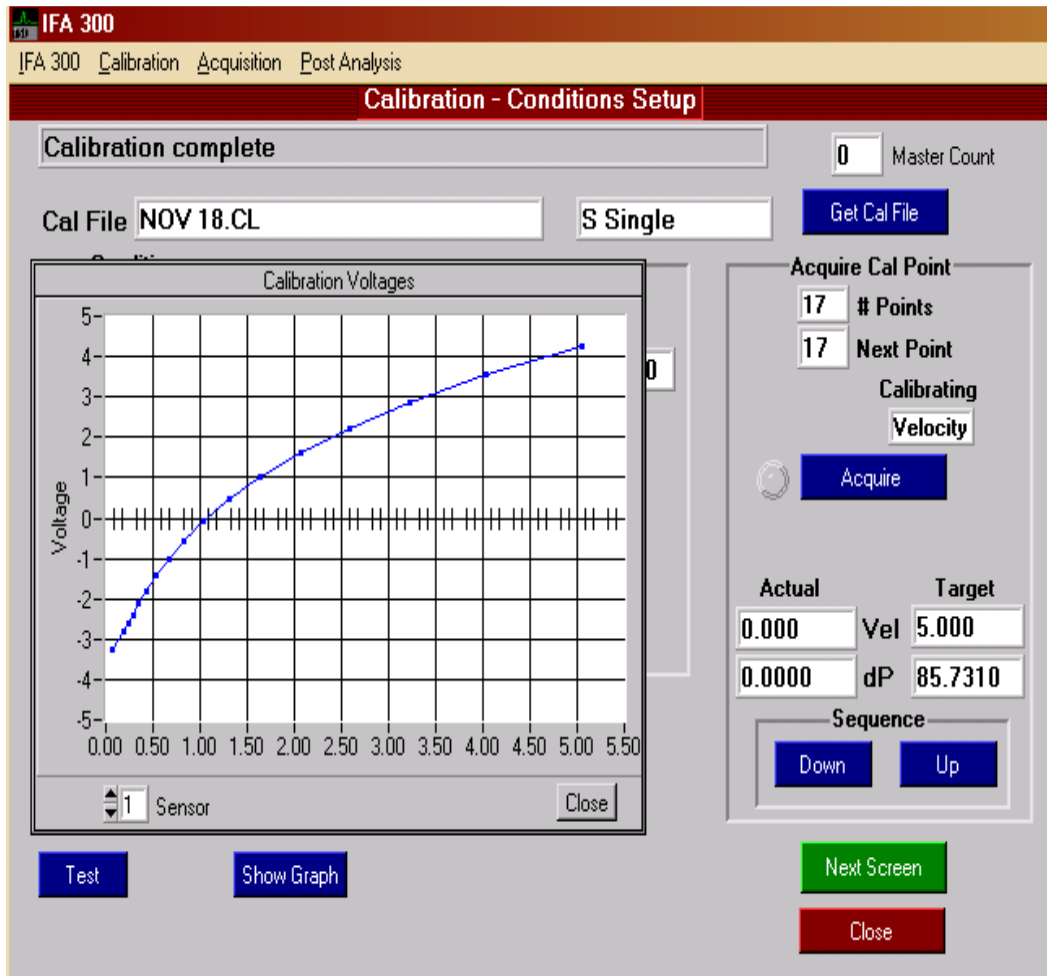 IFA 300
IFA 300 Calibration Acquisition Post Analysis
Calibration - Conditions Setup
Calibration complete
0 Master Count
Cal File NOV 18.CL S Single Get Cal File
Calibration Voltages
5
4
3
2
1
0
-1
-2
-3
-4
-5
Voltage
0.00 0.50 1.00 1.50 2.00 2.50 3.00 3.50 4.00 4.50 5.00 5.50
1 Sensor Close
0
Acquire Cal Point
17 # Points
17 Next Point
Calibrating
Velocity
Acquire
Actual Target
0.000 Vel 5.000
0.0000 dP 85.7310
Sequence
Down Up
Test Show Graph
Next Screen
Close